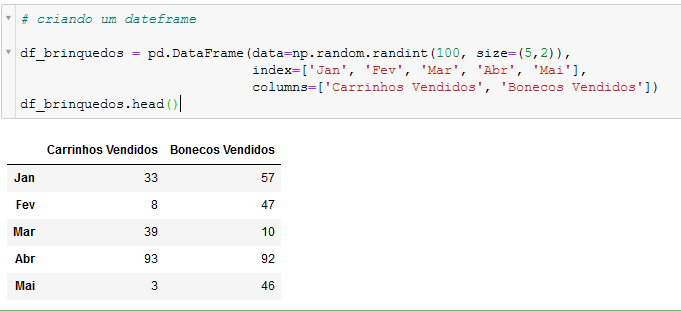 # criando um dateframe
df_brinquedos = pd.DataFrame(data=np.random.randint(100, size=(5,2)),
index=['Jan', 'Fev', 'Mar', 'Abr', 'Mai'],
columns=['Carrinhos Vendidos', 'Bonecos Vendidos'])
df_brinquedos.head()
Carrinhos Vendidos Bonecos Vendidos
Jan 33 57
Fev 8 47
Mar 39 10
Abr 93 92
Mai 3 46